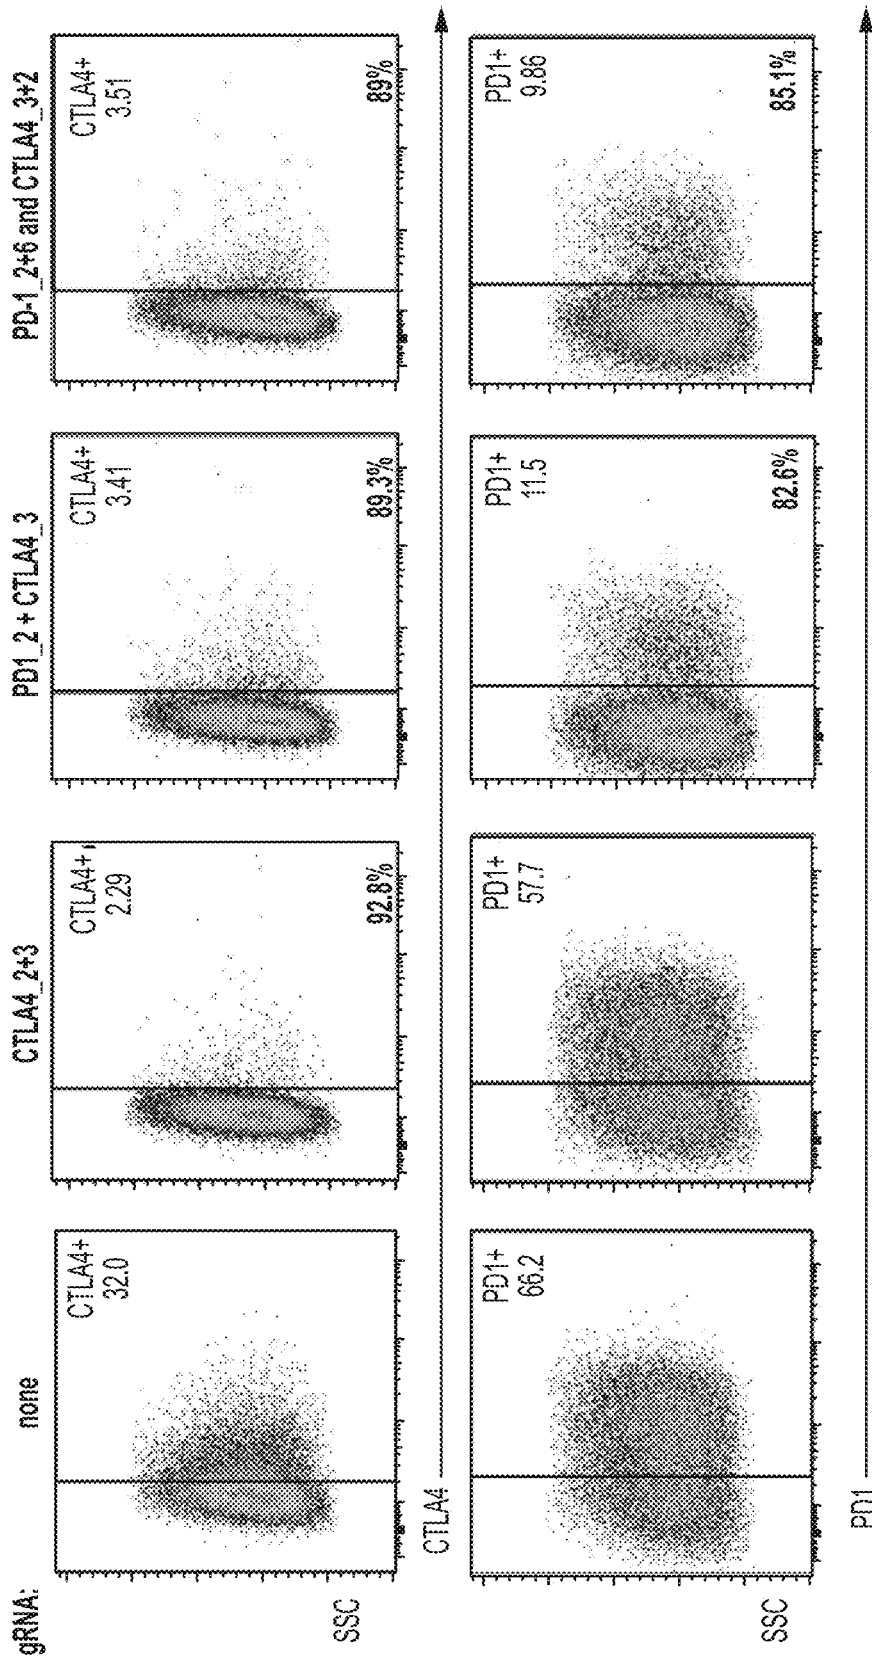 gRNA:
none
CTLA4_2+3
PD1_2 + CTLA4_3
PD-1_2+6 and CTLA4_3+2
CTLA4+
32.0
CTLA4+
2.29
92.8%
CTLA4+
3.41
89.3%
CTLA4+
3.51
89%
SSC
CTLA4
PD1+
66.2
PD1+
57.7
PD1+
11.5
82.6%
PD1+
9.86
85.1%
SSC
PD1